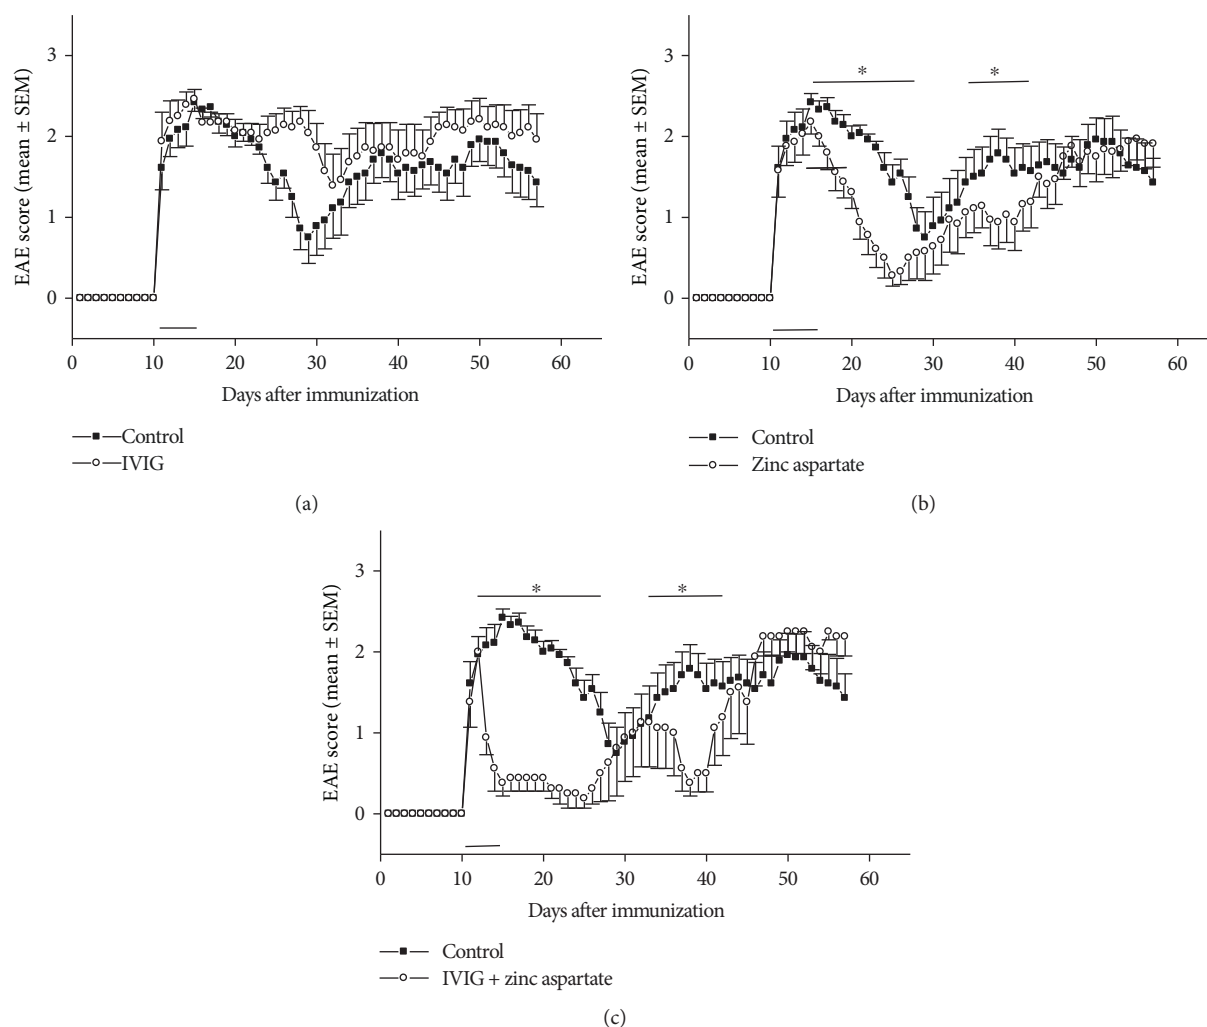 (a)
3
2
1
0
EAE score (mean ± SEM)
0 10 20 30 40 50 60
Days after immunization
Control
IVIG
(a)
* *
3
2
1
0
EAE score (mean ± SEM)
0 10 20 30 40 50 60
Days after immunization
Control
Zinc aspartate
(b)
* *
3
2
1
0
EAE score (mean ± SEM)
0 10 20 30 40 50 60
Days after immunization
Control
IVIG + zinc aspartate
(c)